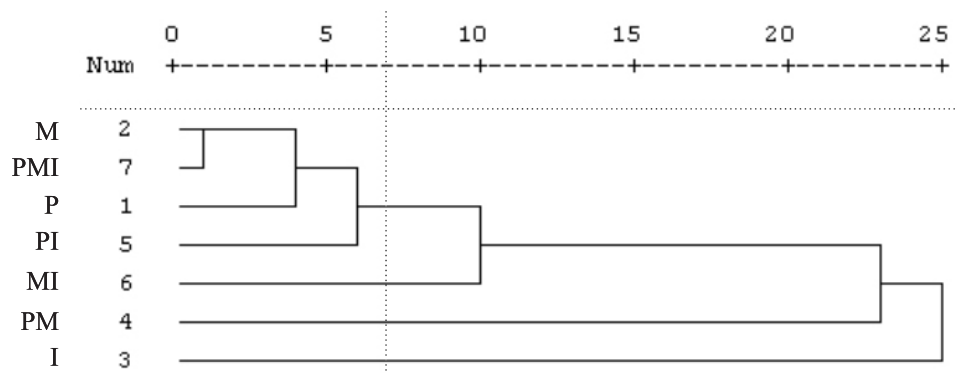 0 5 10 15 20 25
Num +---------+---------+---------+---------+---------+
M 2
PMI 7
P 1
PI 5
MI 6
PM 4
I 3